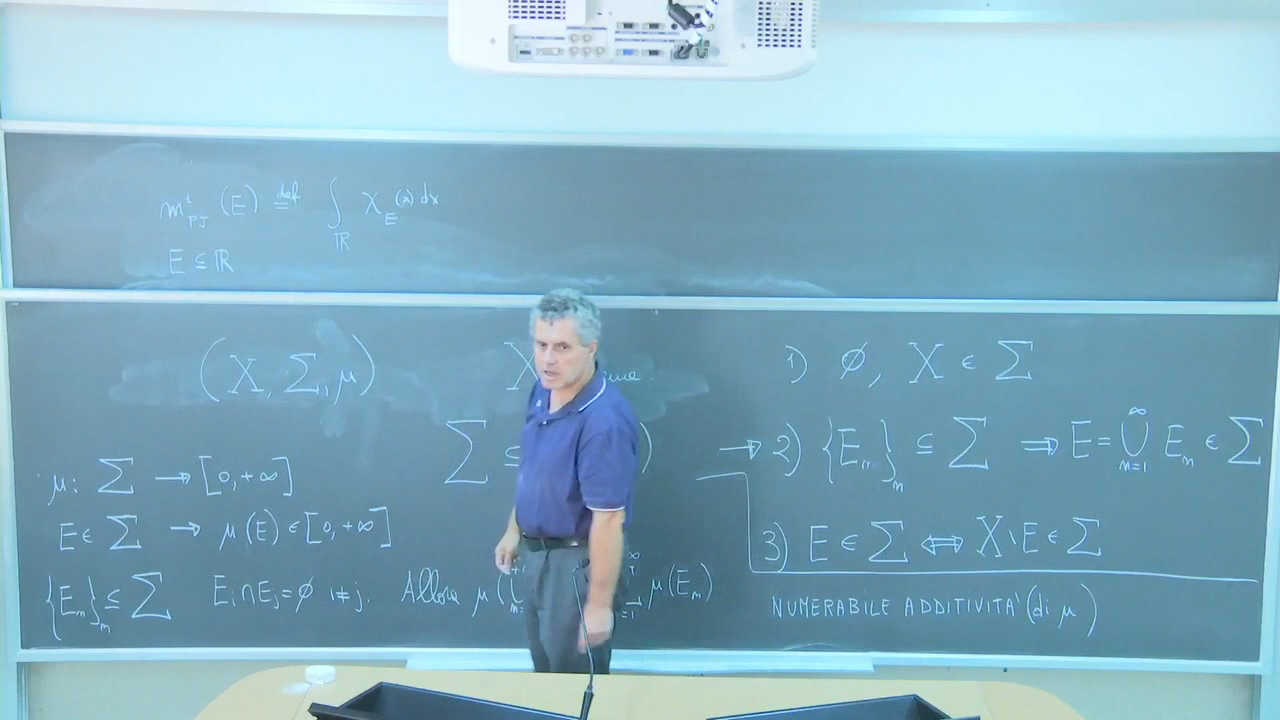 m¹_PJ (E) ≝ ∫_ℝ χ_E (x) dx
E ⊆ ℝ
(X, Σ, μ) X
Σ ⊆ )
μ: Σ → [0, +∞]
E ∈ Σ → μ(E) ∈ [0, +∞]
{E_n}_n ⊆ Σ E_i ∩ E_j = ∅ i ≠ j. Allora μ( μ(E_n)
1) ∅, X ∈ Σ
→ 2) {E_n}_n ⊆ Σ ⇒ E = ⋃_{n=1}^∞ E_n ∈ Σ
3) E ∈ Σ ⇔ X \ E ∈ Σ
NUMERABILE ADDITIVITA' (di μ)